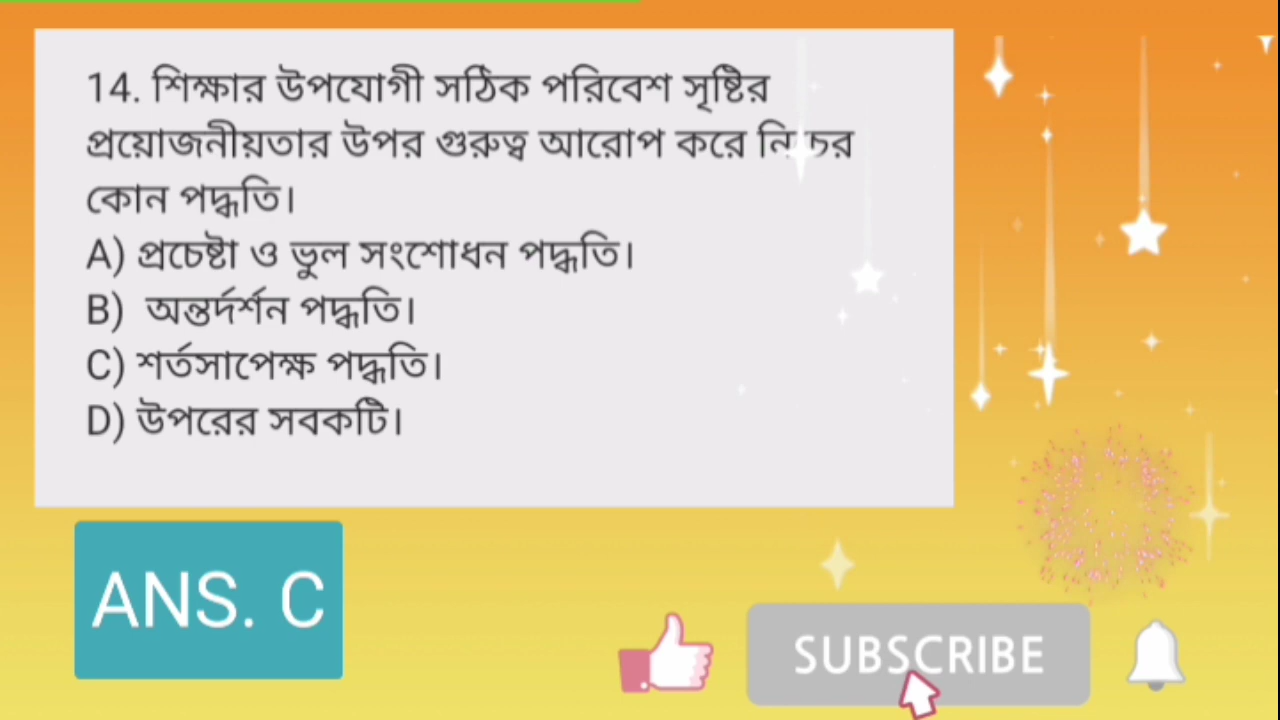 14. শিক্ষার উপযোগী সঠিক পরিবেশ সৃষ্টির
প্রয়োজনীয়তার উপর গুরুত্ব আরোপ করে নিচের
কোন পদ্ধতি।
A) প্রচেষ্টা ও ভুল সংশোধন পদ্ধতি।
B) অন্তর্দর্শন পদ্ধতি।
C) শর্তসাপেক্ষ পদ্ধতি।
D) উপরের সবকটি।
ANS. C
SUBSCRIBE